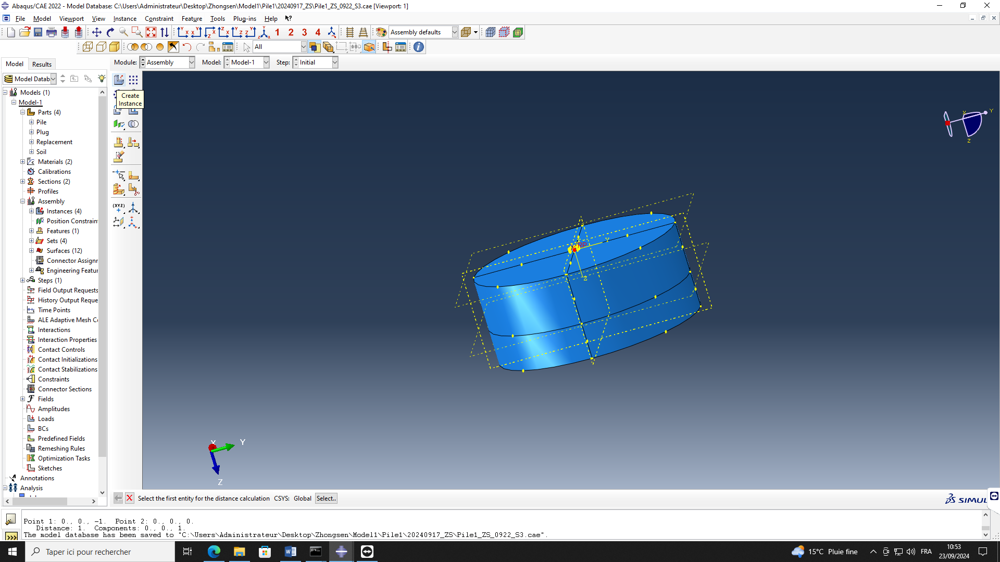 Abaqus/CAE 2022 - Model Database: C:\Users\Administrateur\Desktop\Zhongsen\Model1\Pile1\20240917_ZS\Pile1_ZS_0922_S3.cae [Viewport: 1]
File Model Viewport View Instance Constraint Feature Tools Plug-ins Help
1 2 3 4 Assembly defaults
All
Model Results Module: Assembly Model: Model-1 Step: Initial
Model Datab
Create
Instance
Models (1)
Model-1
Parts (4)
Pile
Plug
Replacement
Soil
Materials (2)
Calibrations
Sections (2)
Profiles
Assembly
Instances (4)
Position Constrain
Features (1)
Sets (4)
Surfaces (12)
Connector Assignr
Engineering Featur
Steps (1)
Field Output Requests
History Output Reque
Time Points
ALE Adaptive Mesh C
Interactions
Interaction Properties
Contact Controls
Contact Initializations
Contact Stabilizations
Constraints
Connector Sections
Fields
Amplitudes
Loads
BCs
Predefined Fields
Remeshing Rules
Optimization Tasks
Sketches
Annotations
Analysis
(XYZ)
X Y
Z
Y
Z
X Y
Z
Select the first entity for the distance calculation CSYS: Global Select..
SIMUL
Point 1: 0., 0., -1. Point 2: 0., 0., 0.
Distance: 1. Components: 0., 0., 1.
The model database has been saved to "C:\Users\Administrateur\Desktop\Zhongsen\Model1\Pile1\20240917_ZS\Pile1_ZS_0922_S3.cae".
Taper ici pour rechercher
15°C Pluie fine FRA
10:53
23/09/2024